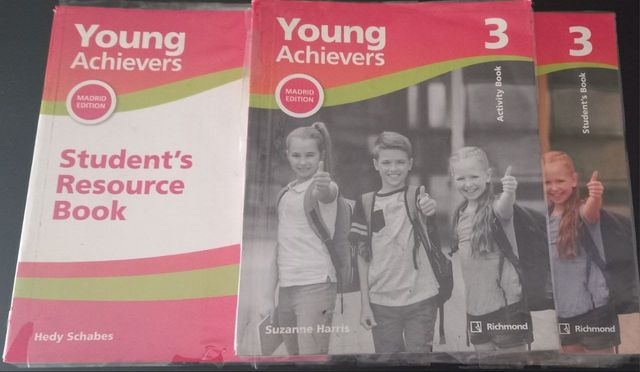 Young
Achievers
MADRID
EDITION
Student's
Resource
Book
Hedy Schabes
Young
Achievers
3
Activity Book
MADRID
EDITION
Suzanne Harris
Richmond
3
Student's Book
Richmond